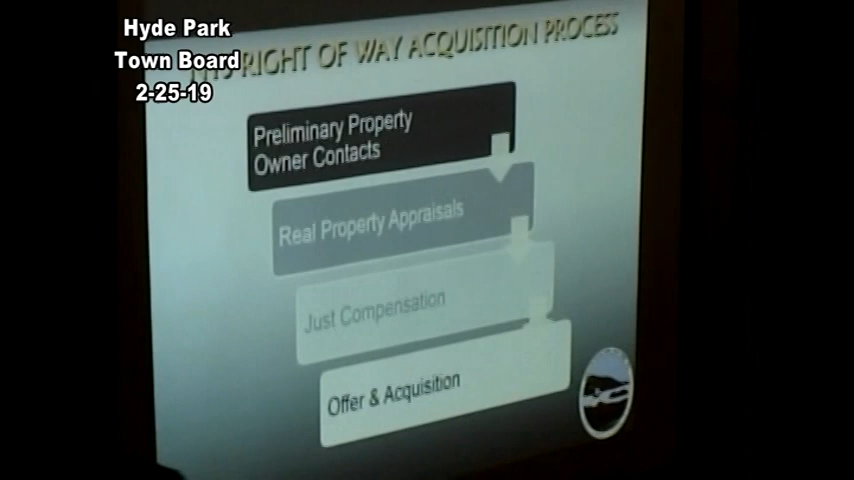 Hyde Park
Town Board
2-25-19
RIGHT OF WAY ACQUISITION PROCESS
Preliminary Property
Owner Contacts
Real Property Appraisals
Just Compensation
Offer & Acquisition